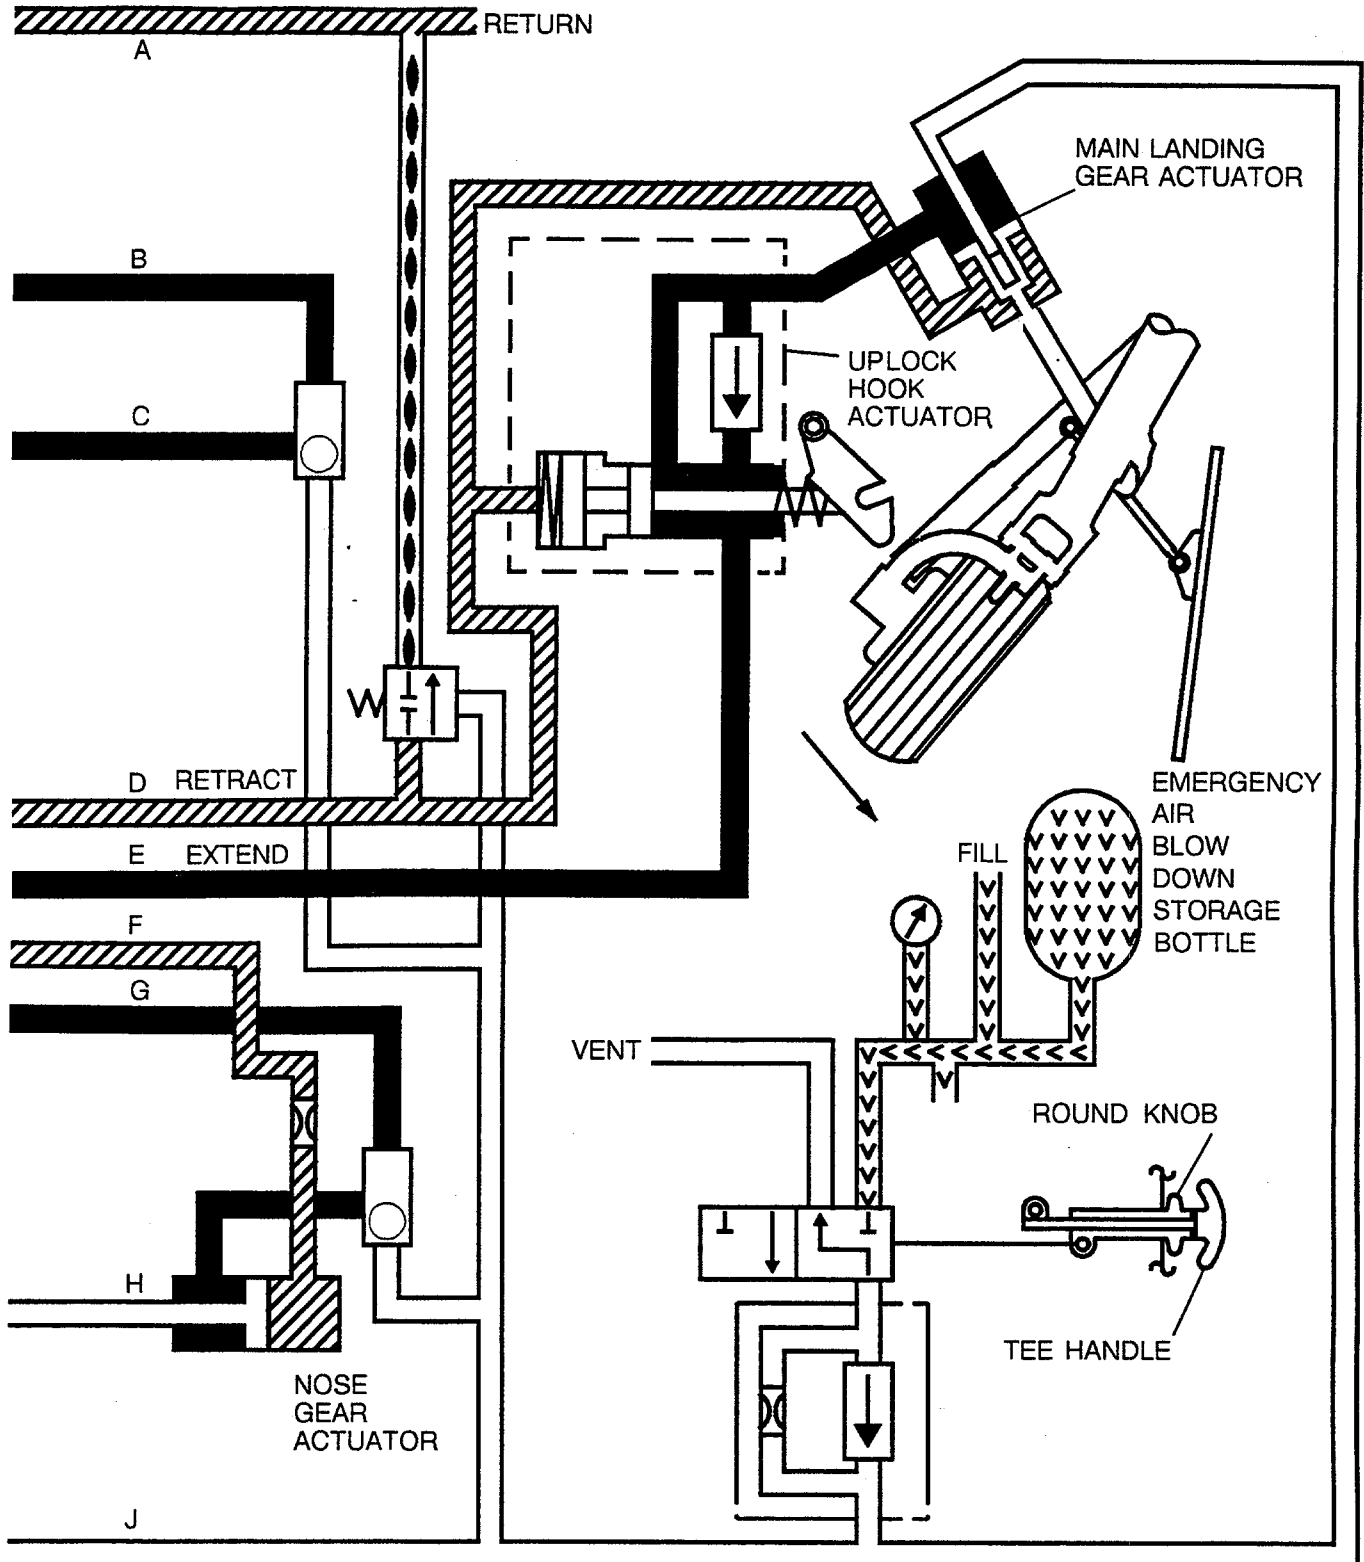 RETURN
A
MAIN LANDING
GEAR ACTUATOR
B
UPLOCK
HOOK
ACTUATOR
C
D RETRACT
EMERGENCY
AIR
BLOW
DOWN
STORAGE
BOTTLE
E EXTEND
FILL
F
G
VENT
ROUND KNOB
H
TEE HANDLE
NOSE
GEAR
ACTUATOR
J